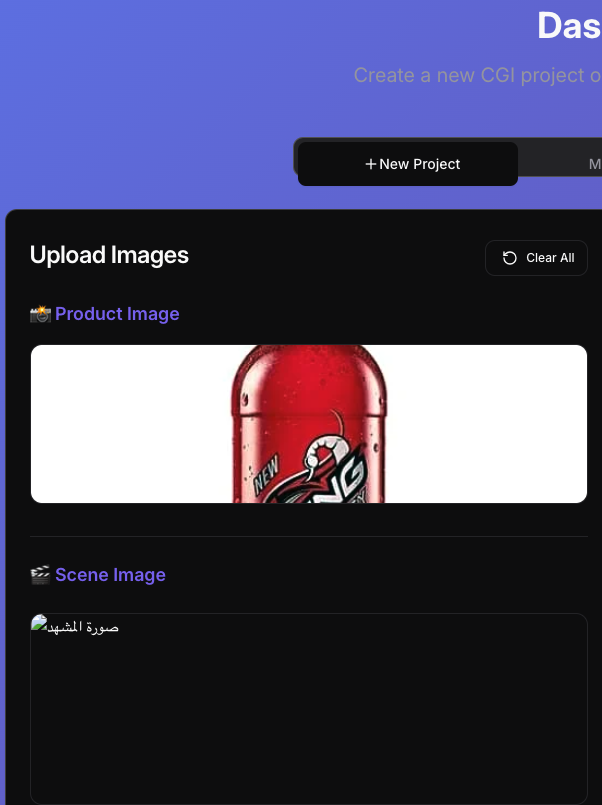 Das
Create a new CGI project o
+ New Project
M
Upload Images
Clear All
📸 Product Image
NEW
🎬 Scene Image
صورة المشهد